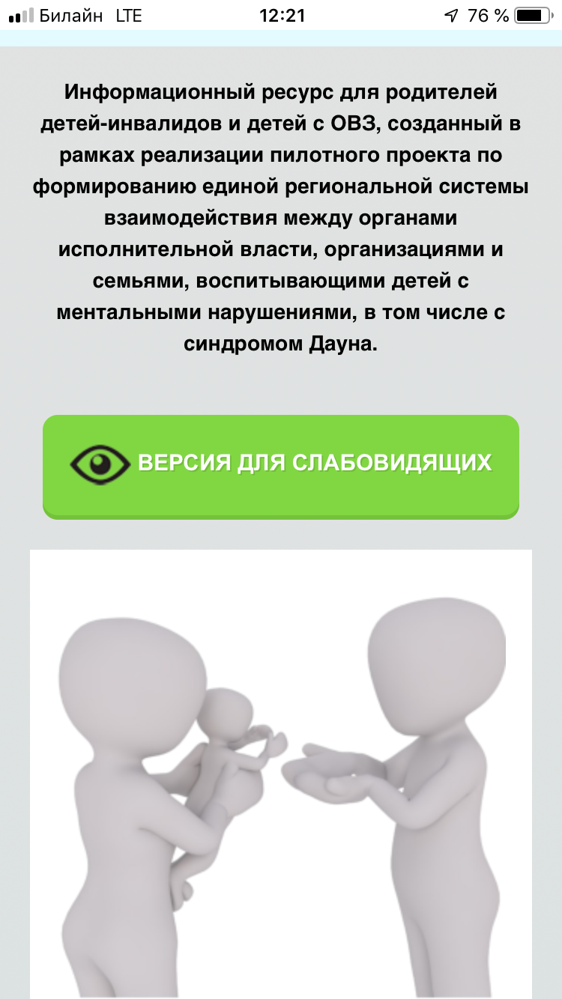 Билайн LTE 12:21 76 %
Информационный ресурс для родителей
детей-инвалидов и детей с ОВЗ, созданный в
рамках реализации пилотного проекта по
формированию единой региональной системы
взаимодействия между органами
исполнительной власти, организациями и
семьями, воспитывающими детей с
ментальными нарушениями, в том числе с
синдромом Дауна.
ВЕРСИЯ ДЛЯ СЛАБОВИДЯЩИХ